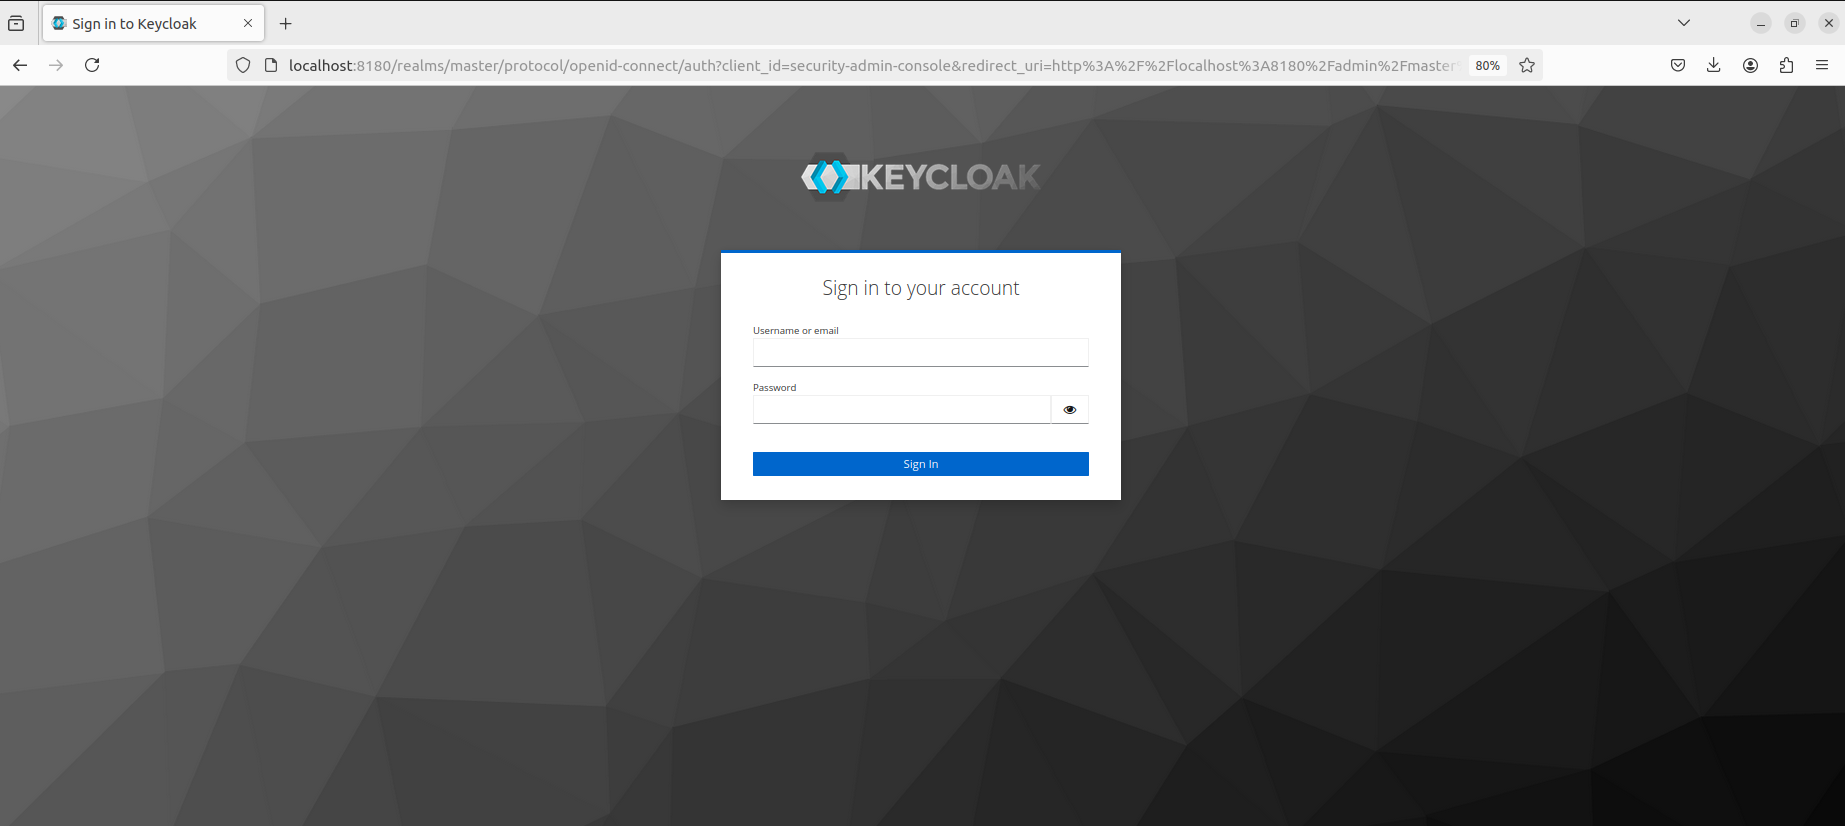 Sign in to Keycloak
localhost:8180/realms/master/protocol/openid-connect/auth?client_id=security-admin-console&redirect_uri=http%3A%2F%2Flocalhost%3A8180%2Fadmin%2Fmaster
80%
KEYCLOAK
Sign in to your account
Username or email
Password
Sign In